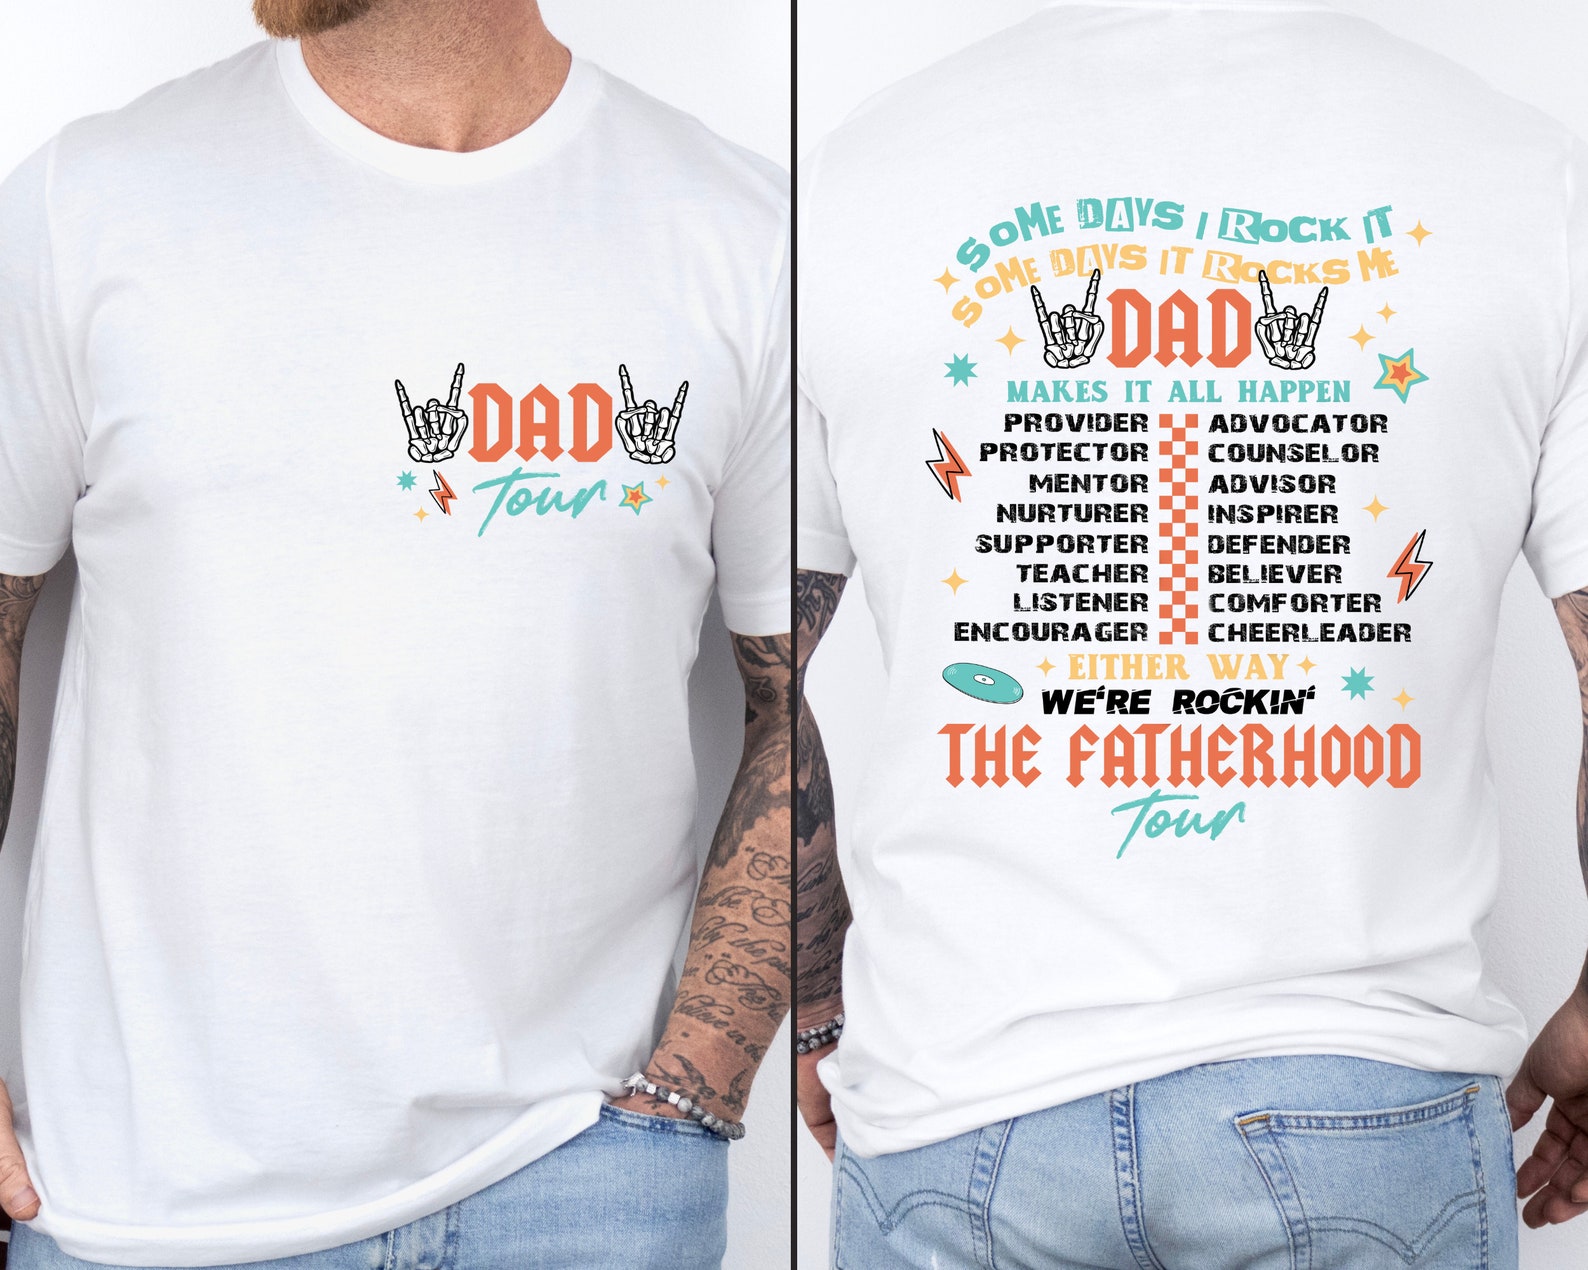 DAD
Tour
SOME DAYS I ROCK IT
SOME DAYS IT ROCKS ME
DAD
MAKES IT ALL HAPPEN
PROVIDER ADVOCATOR
PROTECTOR COUNSELOR
MENTOR ADVISOR
NURTURER INSPIRER
SUPPORTER DEFENDER
TEACHER BELIEVER
LISTENER COMFORTER
ENCOURAGER CHEERLEADER
EITHER WAY
WE'RE ROCKIN'
THE FATHERHOOD
Tour